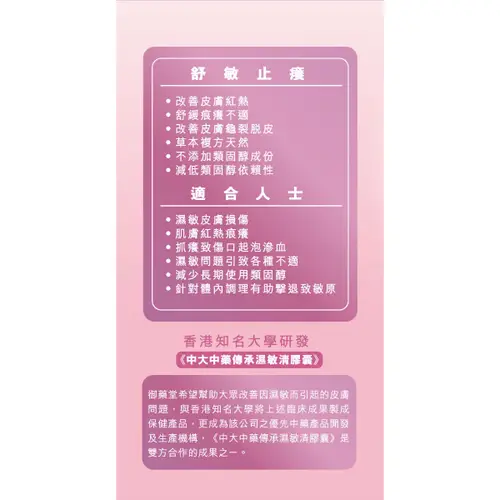 舒敏止癢
• 改善皮膚紅熱
• 舒緩痕癢不適
• 改善皮膚龜裂脱皮
• 草本複方天然
• 不添加類固醇成份
• 減低類固醇依賴性
適合人士
• 濕敏皮膚損傷
• 肌膚紅熱痕癢
• 抓癢致傷口起泡滲血
• 濕敏問題引致各種不適
• 減少長期使用類固醇
• 針對體內調理有助擊退致敏原
香港知名大學研發
《中大中藥傳承濕敏清膠囊》
御藥堂希望幫助大眾改善因濕敏而引起的皮膚
問題，與香港知名大學將上述臨床成果製成
保健產品，更成為該公司之優先中藥產品開發
及生產機構，《中大中藥傳承濕敏清膠囊》是
雙方合作的成果之一。